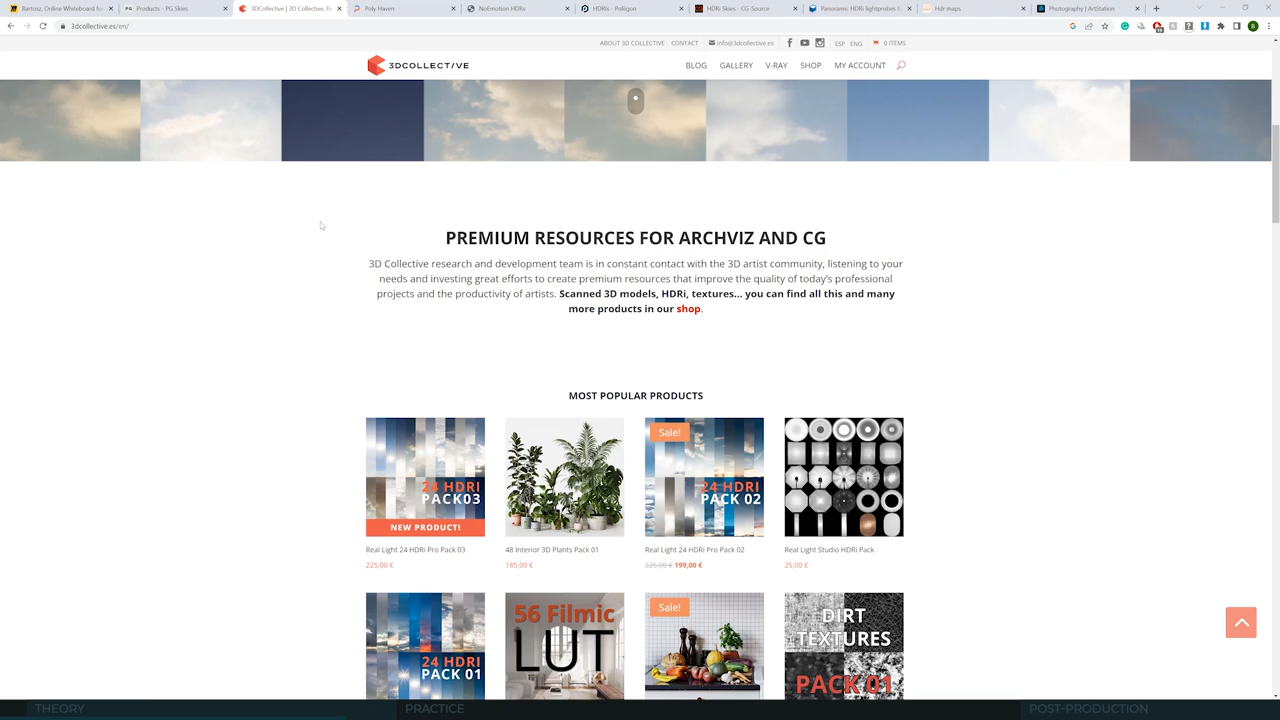 Bartosz, Online Whiteboard fo
Products - PG Skies
3DCollective | 3D Collective, R
Poly Haven
NoEmotion HDRs
HDRIs - Poliigon
HDRi Skies - CG-Source
Panoramic HDRi lightprobes
Hdr maps
Photography | ArtStation
3dcollective.es/en/
ABOUT 3D COLLECTIVE
CONTACT
info@3dcollective.es
ESP
ENG
0 ITEMS
3DCOLLECTIVE
BLOG
GALLERY
V-RAY
SHOP
MY ACCOUNT
PREMIUM RESOURCES FOR ARCHVIZ AND CG
3D Collective research and development team is in constant contact with the 3D artist community, listening to your
needs and investing great efforts to create premium resources that improve the quality of today's professional
projects and the productivity of artists. Scanned 3D models, HDRi, textures... you can find all this and many
more products in our shop.
MOST POPULAR PRODUCTS
24 HDRI
PACK03
NEW PRODUCT!
Sale!
24 HDRI
PACK 02
Real Light 24 HDRi Pro Pack 03
48 Interior 3D Plants Pack 01
Real Light 24 HDRi Pro Pack 02
Real Light Studio HDRi Pack
225,00 €
185,00 €
225,00 € 199,00 €
25,00 €
24 HDRI
PACK 01
56 Filmic
LUT
Sale!
DIRT
TEXTURES
PACK 01
THEORY
PRACTICE
POST-PRODUCTION